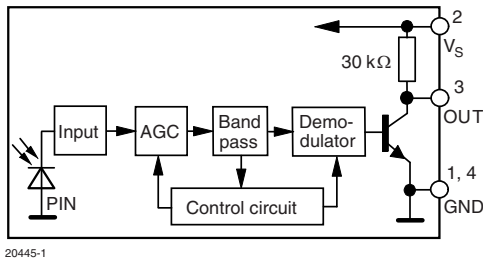 2
V_S
30 kΩ
3
OUT
Input
AGC
Band
pass
Demo-
dulator
1, 4
GND
PIN
Control circuit
20445-1